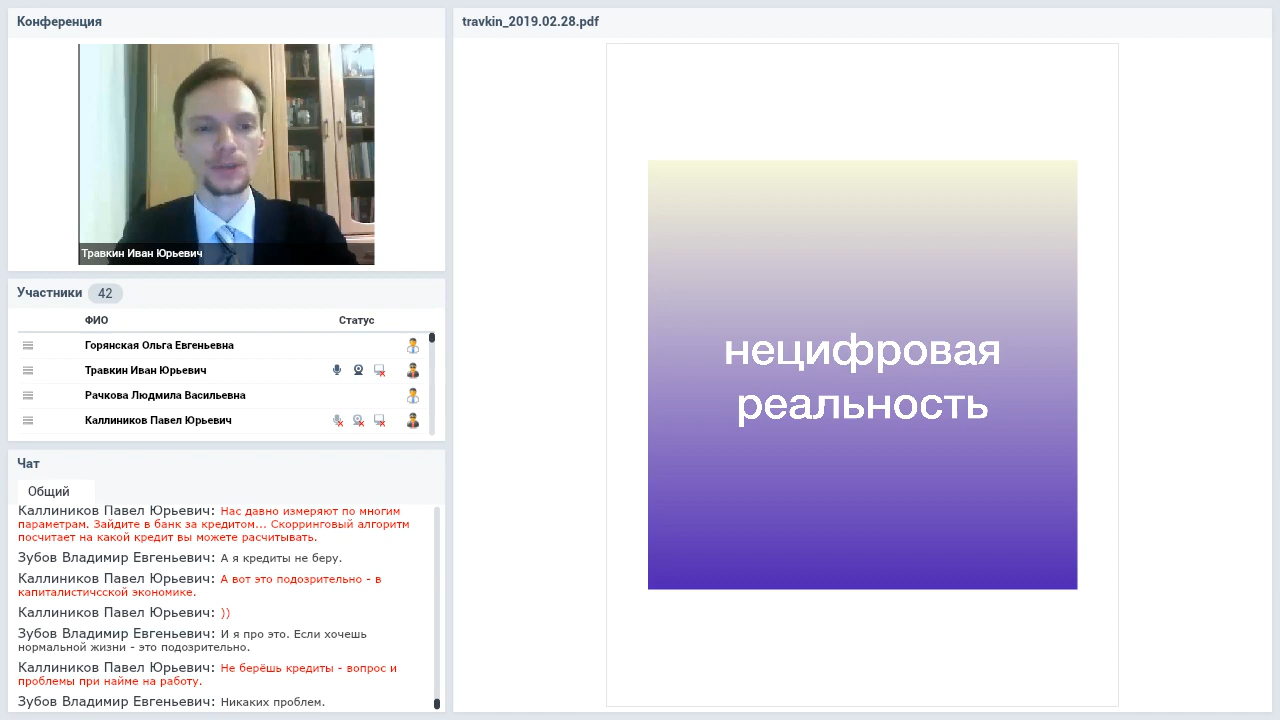 Конференция
Травкин Иван Юрьевич
Участники 42
ФИО Статус
Горянская Ольга Евгеньевна
Травкин Иван Юрьевич
Рачкова Людмила Васильевна
Каллиников Павел Юрьевич
Чат
Общий
Каллиников Павел Юрьевич: Нас давно измеряют по многим
параметрам. Зайдите в банк за кредитом... Скорринговый алгоритм
посчитает на какой кредит вы можете расчитывать.
Зубов Владимир Евгеньевич: А я кредиты не беру.
Каллиников Павел Юрьевич: А вот это подозрительно - в
капиталистичсской экономике.
Каллиников Павел Юрьевич: ))
Зубов Владимир Евгеньевич: И я про это. Если хочешь
нормальной жизни - это подозрительно.
Каллиников Павел Юрьевич: Не берёшь кредиты - вопрос и
проблемы при найме на работу.
Зубов Владимир Евгеньевич: Никаких проблем.
travkin_2019.02.28.pdf
нецифровая
реальность